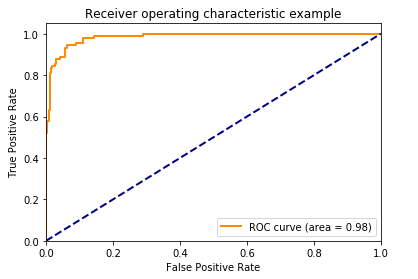 Receiver operating characteristic example
1.0
0.8
0.6
0.4
0.2
0.0
True Positive Rate
ROC curve (area = 0.98)
0.0 0.2 0.4 0.6 0.8 1.0
False Positive Rate